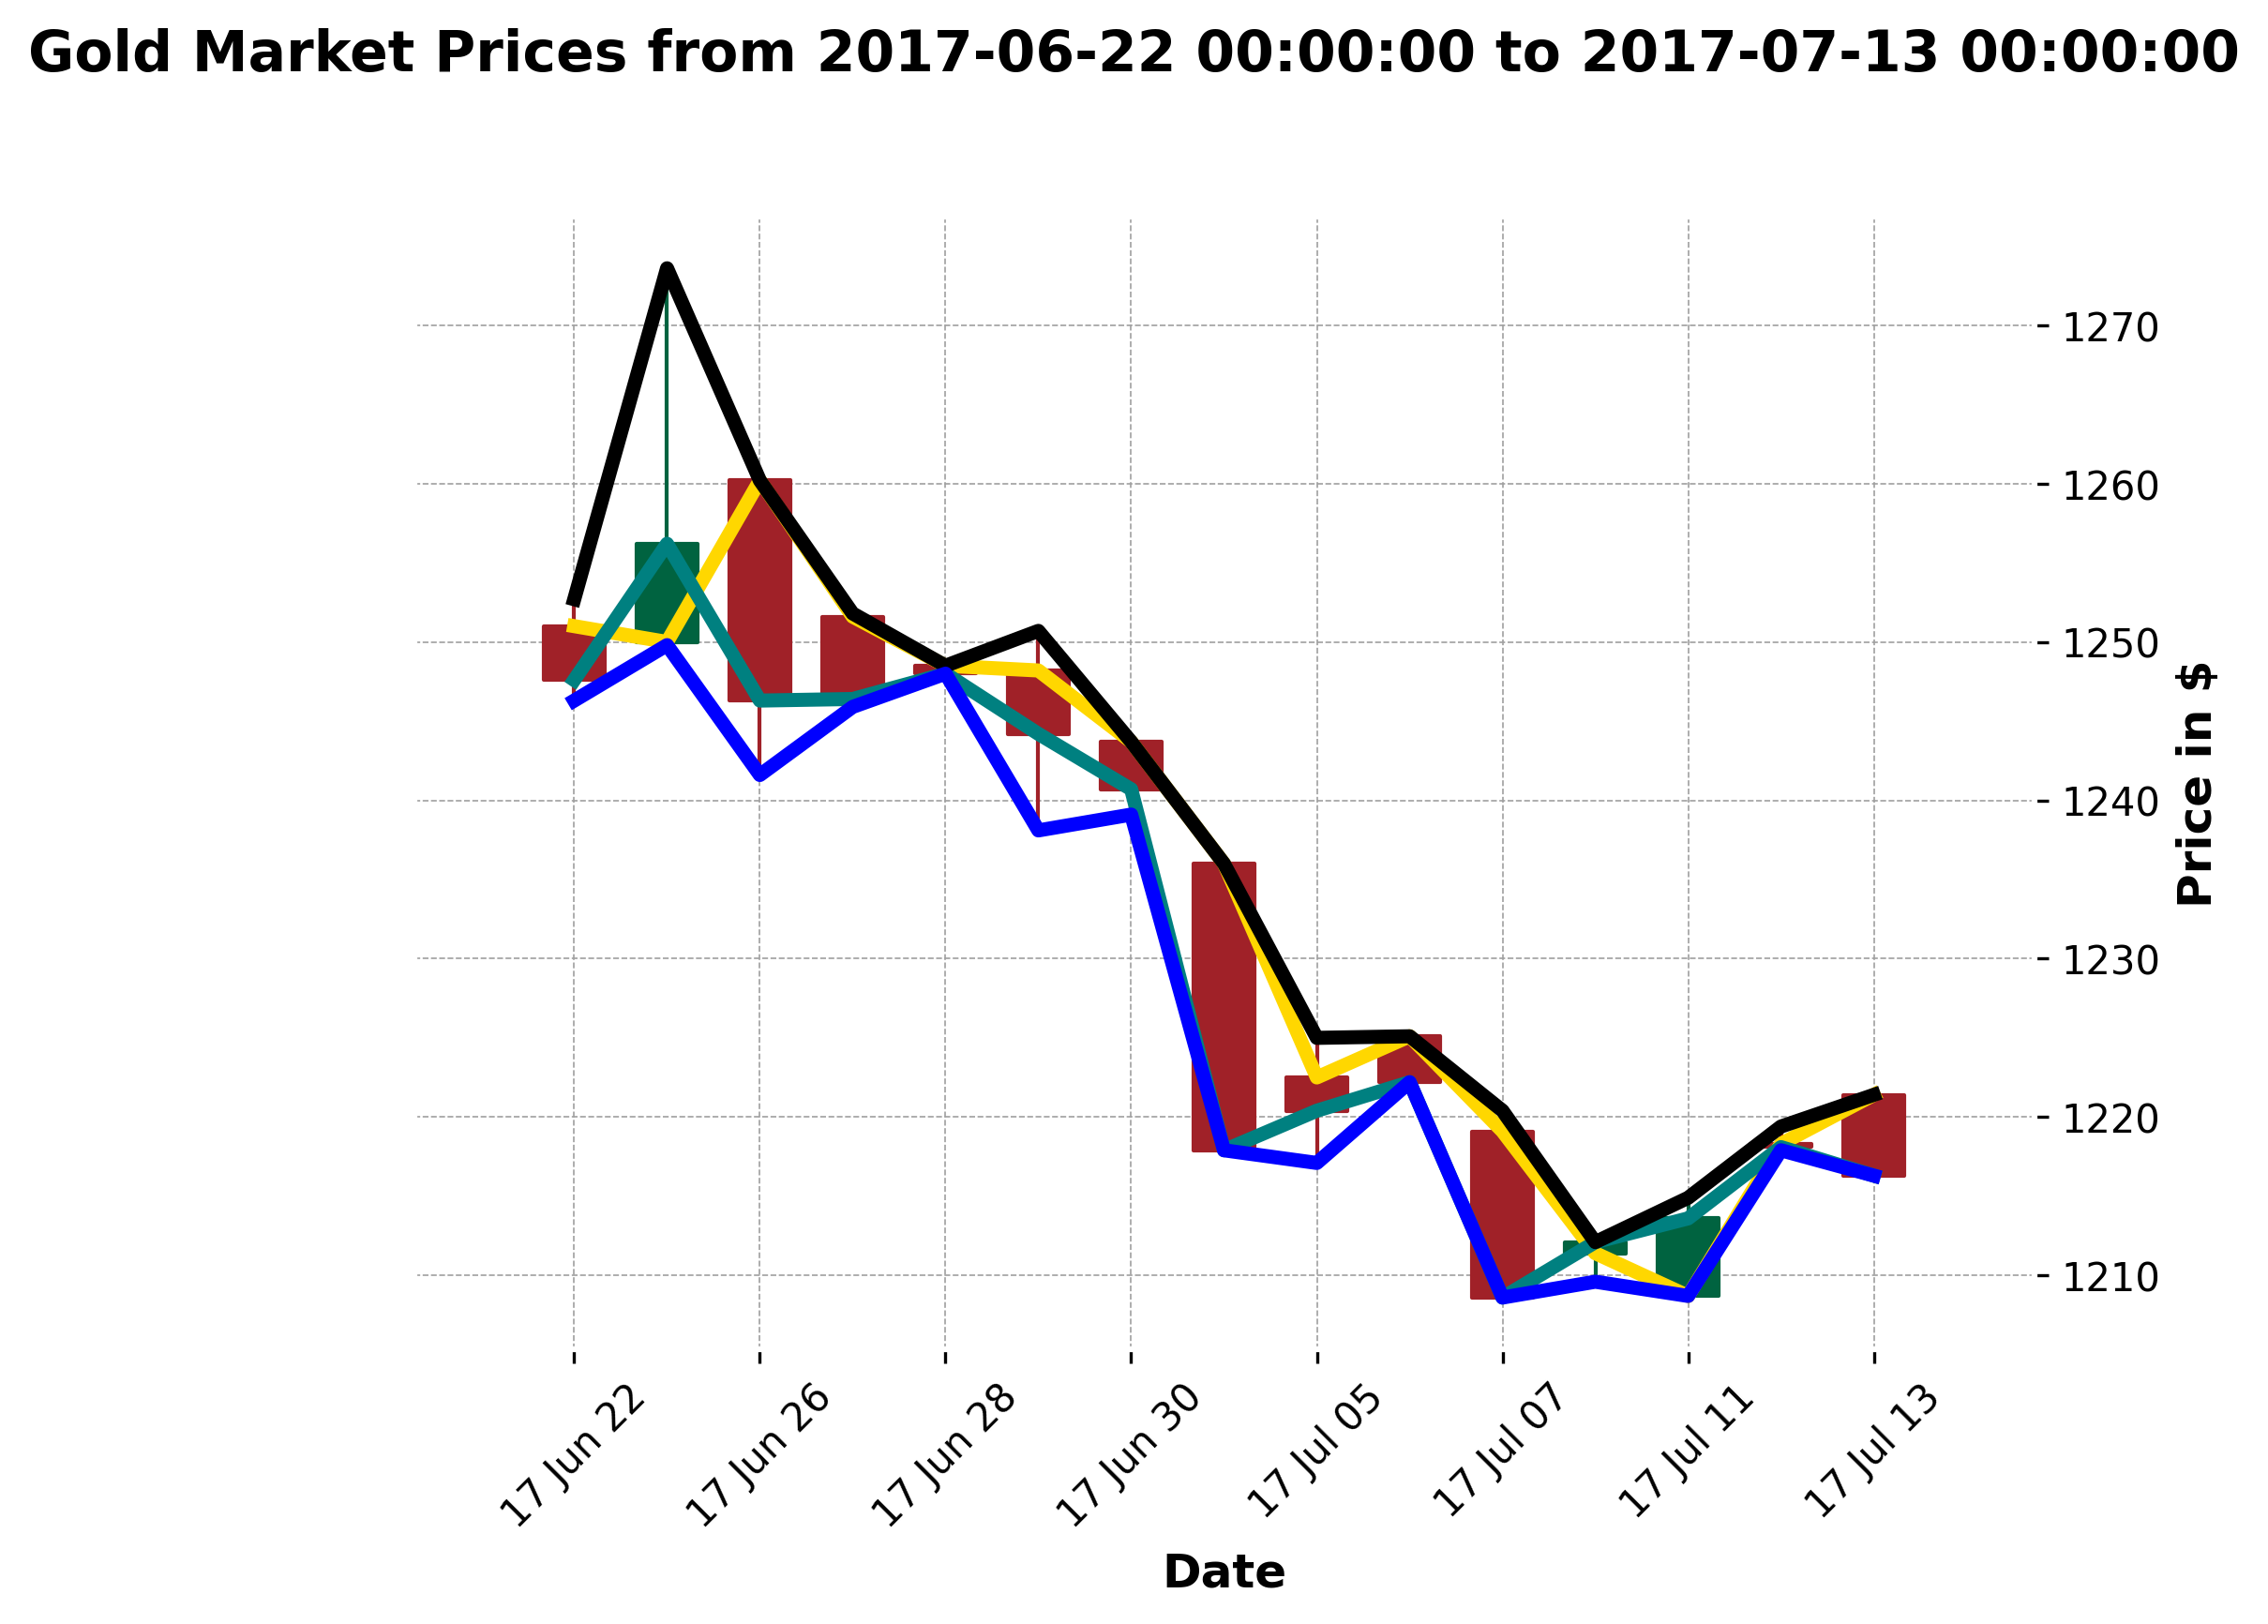 Gold Market Prices from 2017-06-22 00:00:00 to 2017-07-13 00:00:00
1270
1260
1250
1240
1230
1220
1210
Price in $
17 Jun 22
17 Jun 26
17 Jun 28
17 Jun 30
17 Jul 05
17 Jul 07
17 Jul 11
17 Jul 13
Date